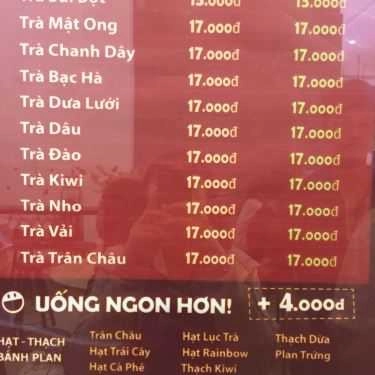 15.000đ 15.000đ
Trà Mật Ong 17.000đ 17.000đ
Trà Chanh Dây 17.000đ 17.000đ
Trà Bạc Hà 17.000đ 17.000đ
Trà Dưa Lưới 17.000đ 17.000đ
Trà Dâu 17.000đ 17.000đ
Trà Đào 17.000đ 17.000đ
Trà Kiwi 17.000đ 17.000đ
Trà Nho 17.000đ 17.000đ
Trà Vải 17.000đ 17.000đ
Trà Trân Châu 17.000đ 17.000đ
UỐNG NGON HƠN! + 4.000đ
HẠT - THẠCH
BÁNH PLAN
Trân Châu Hạt Lục Trà Thạch Dừa
Hạt Trái Cây Hạt Rainbow Plan Trứng
Hạt Cà Phê Thạch Kiwi